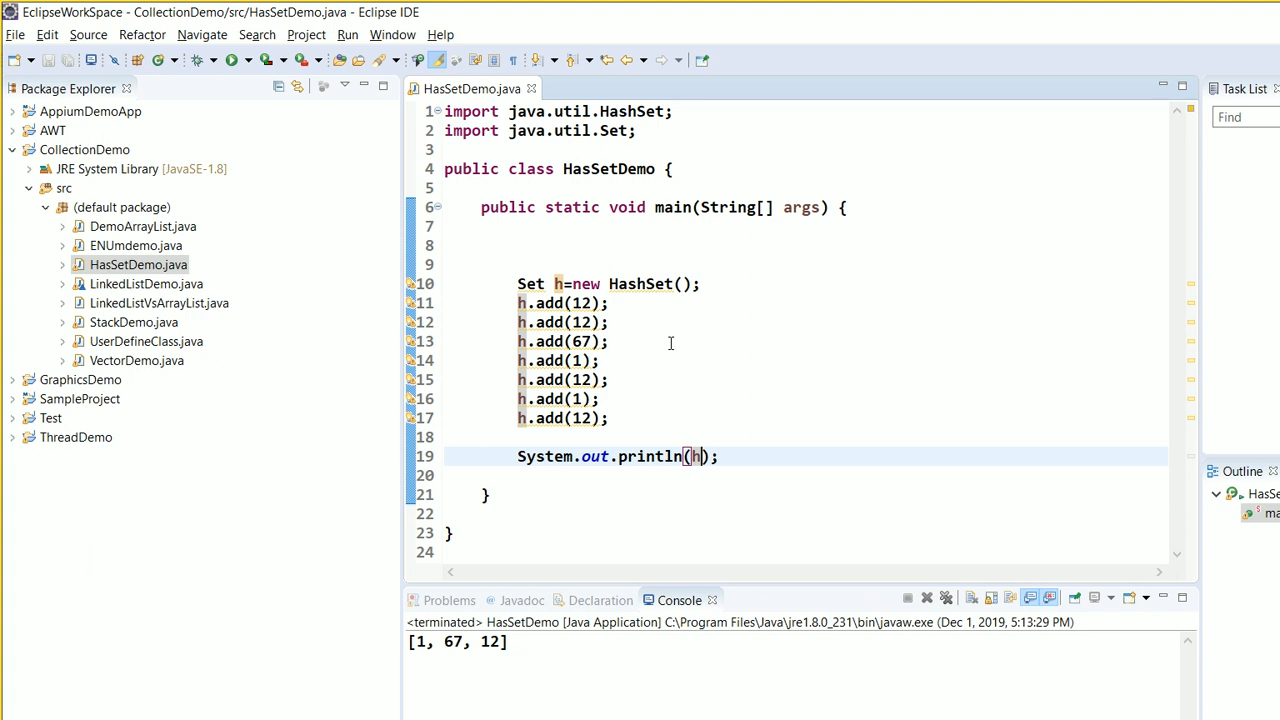 EclipseWorkSpace - CollectionDemo/src/HasSetDemo.java - Eclipse IDE
File Edit Source Refactor Navigate Search Project Run Window Help
Package Explorer
AppiumDemoApp
AWT
CollectionDemo
JRE System Library [JavaSE-1.8]
src
(default package)
DemoArrayList.java
ENUmdemo.java
HasSetDemo.java
LinkedListDemo.java
LinkedListVsArrayList.java
StackDemo.java
UserDefineClass.java
VectorDemo.java
GraphicsDemo
SampleProject
Test
ThreadDemo
HasSetDemo.java
1 import java.util.HashSet;
2 import java.util.Set;
3
4 public class HasSetDemo {
5
6 public static void main(String[] args) {
7
8
9
10 Set h=new HashSet();
11 h.add(12);
12 h.add(12);
13 h.add(67);
14 h.add(1);
15 h.add(12);
16 h.add(1);
17 h.add(12);
18
19 System.out.println(h);
20
21 }
22
23 }
24
Problems Javadoc Declaration Console
<terminated> HasSetDemo [Java Application] C:\Program Files\Java\jre1.8.0_231\bin\javaw.exe (Dec 1, 2019, 5:13:29 PM)
[1, 67, 12]
Task List
Find
Outline
HasSe
ma